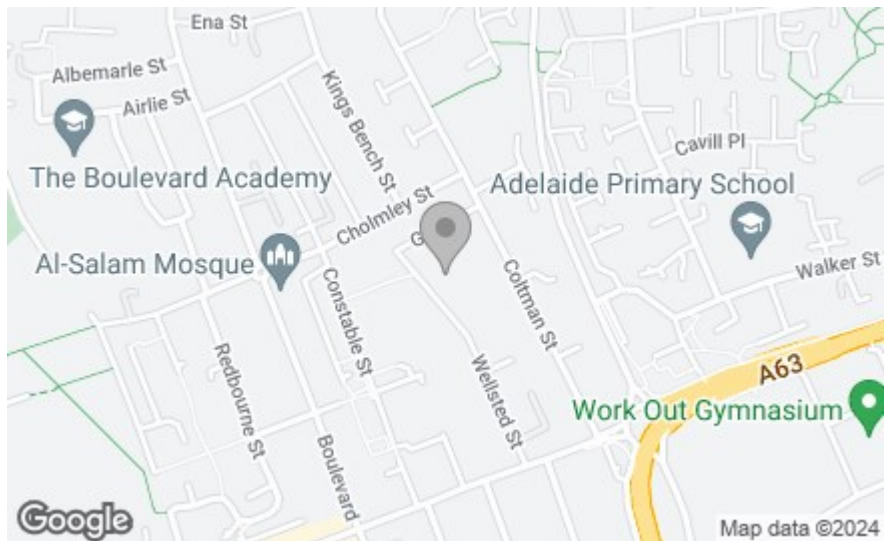 Ena St
Albemarle St
Airlie St
Kings Bench St
Cavill Pl
The Boulevard Academy
Adelaide Primary School
Cholmley St
G
Al-Salam Mosque
Walker St
Constable St
Coltman St
Redbourne St
Wellsted St
A63
Work Out Gymnasium
Boulevard
Google
Map data ©2024